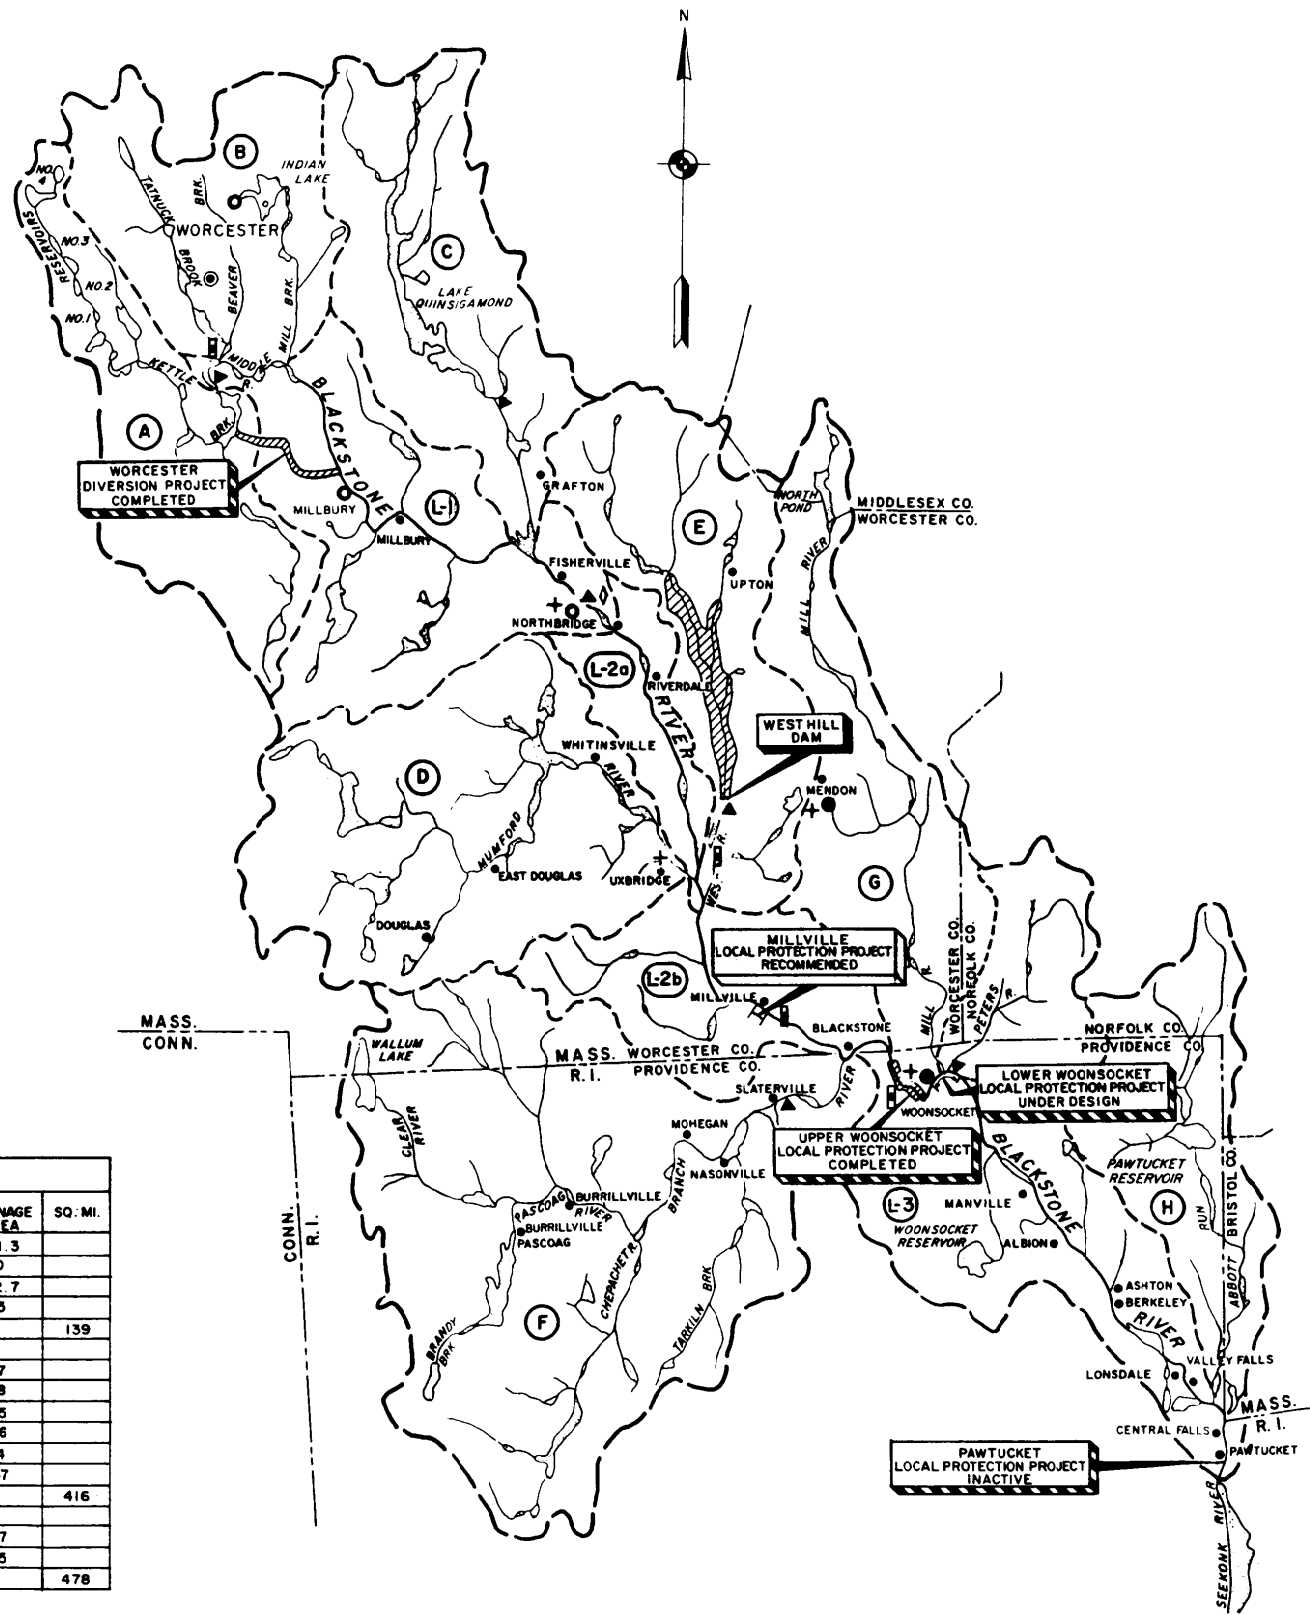 N
B
INDIAN
LAKE
NO.
4
TATNUCK
BROOK
BRK.
WORCESTER
RESERVOIRS
NO.3
NO.2
NO.1
BEAVER
MILL BRK.
C
LAKE
QUINSIGAMOND
KETTLE
BRK.
MIDDLE
R.
A
BLACKSTONE
WORCESTER
DIVERSION PROJECT
COMPLETED
MILLBURY
MILLBURY
L-1
GRAFTON
NORTH
POND
MIDDLESEX CO.
WORCESTER CO.
E
MILL RIVER
FISHERVILLE
UPTON
NORTHBRIDGE
L-2a
RIVERDALE
RIVER
WEST HILL
DAM
WHITINSVILLE
RIVER
D
MENDON
MUMFORD
EAST DOUGLAS
UXBRIDGE
R.
G
DOUGLAS
MILLVILLE
LOCAL PROTECTION PROJECT
RECOMMENDED
WORCESTER CO.
NORFOLK CO.
L-2b
MILLVILLE
MILL
R.
PETERS
R.
MASS.
CONN.
WALLUM
LAKE
BLACKSTONE
NORFOLK CO.
PROVIDENCE CO.
MASS. WORCESTER CO.
R.I. PROVIDENCE CO.
LOWER WOONSOCKET
LOCAL PROTECTION PROJECT
UNDER DESIGN
SLATERVILLE
RIVER
WOONSOCKET
CLEAR
RIVER
MOHEGAN
UPPER WOONSOCKET
LOCAL PROTECTION PROJECT
COMPLETED
BLACKSTONE
NASONVILLE
BRANCH
PAWTUCKET
RESERVOIR
H
BRISTOL CO.
PASCOAG
RIVER
BURRILLVILLE
BURRILLVILLE
PASCOAG
L-3
MANVILLE
WOONSOCKET
RESERVOIR
ALBION
RUN
ABBOTT
CONN.
R.I.
CHEPACHET R.
TARKILN BRK
F
BRANDY
BRK
ASHTON
BERKELEY
RIVER
VALLEY FALLS
LONSDALE
MASS.
R.I.
CENTRAL FALLS
PAWTUCKET
PAWTUCKET
LOCAL PROTECTION PROJECT
INACTIVE
SEEKONK RIVER
SQ. MI.
139
416
478